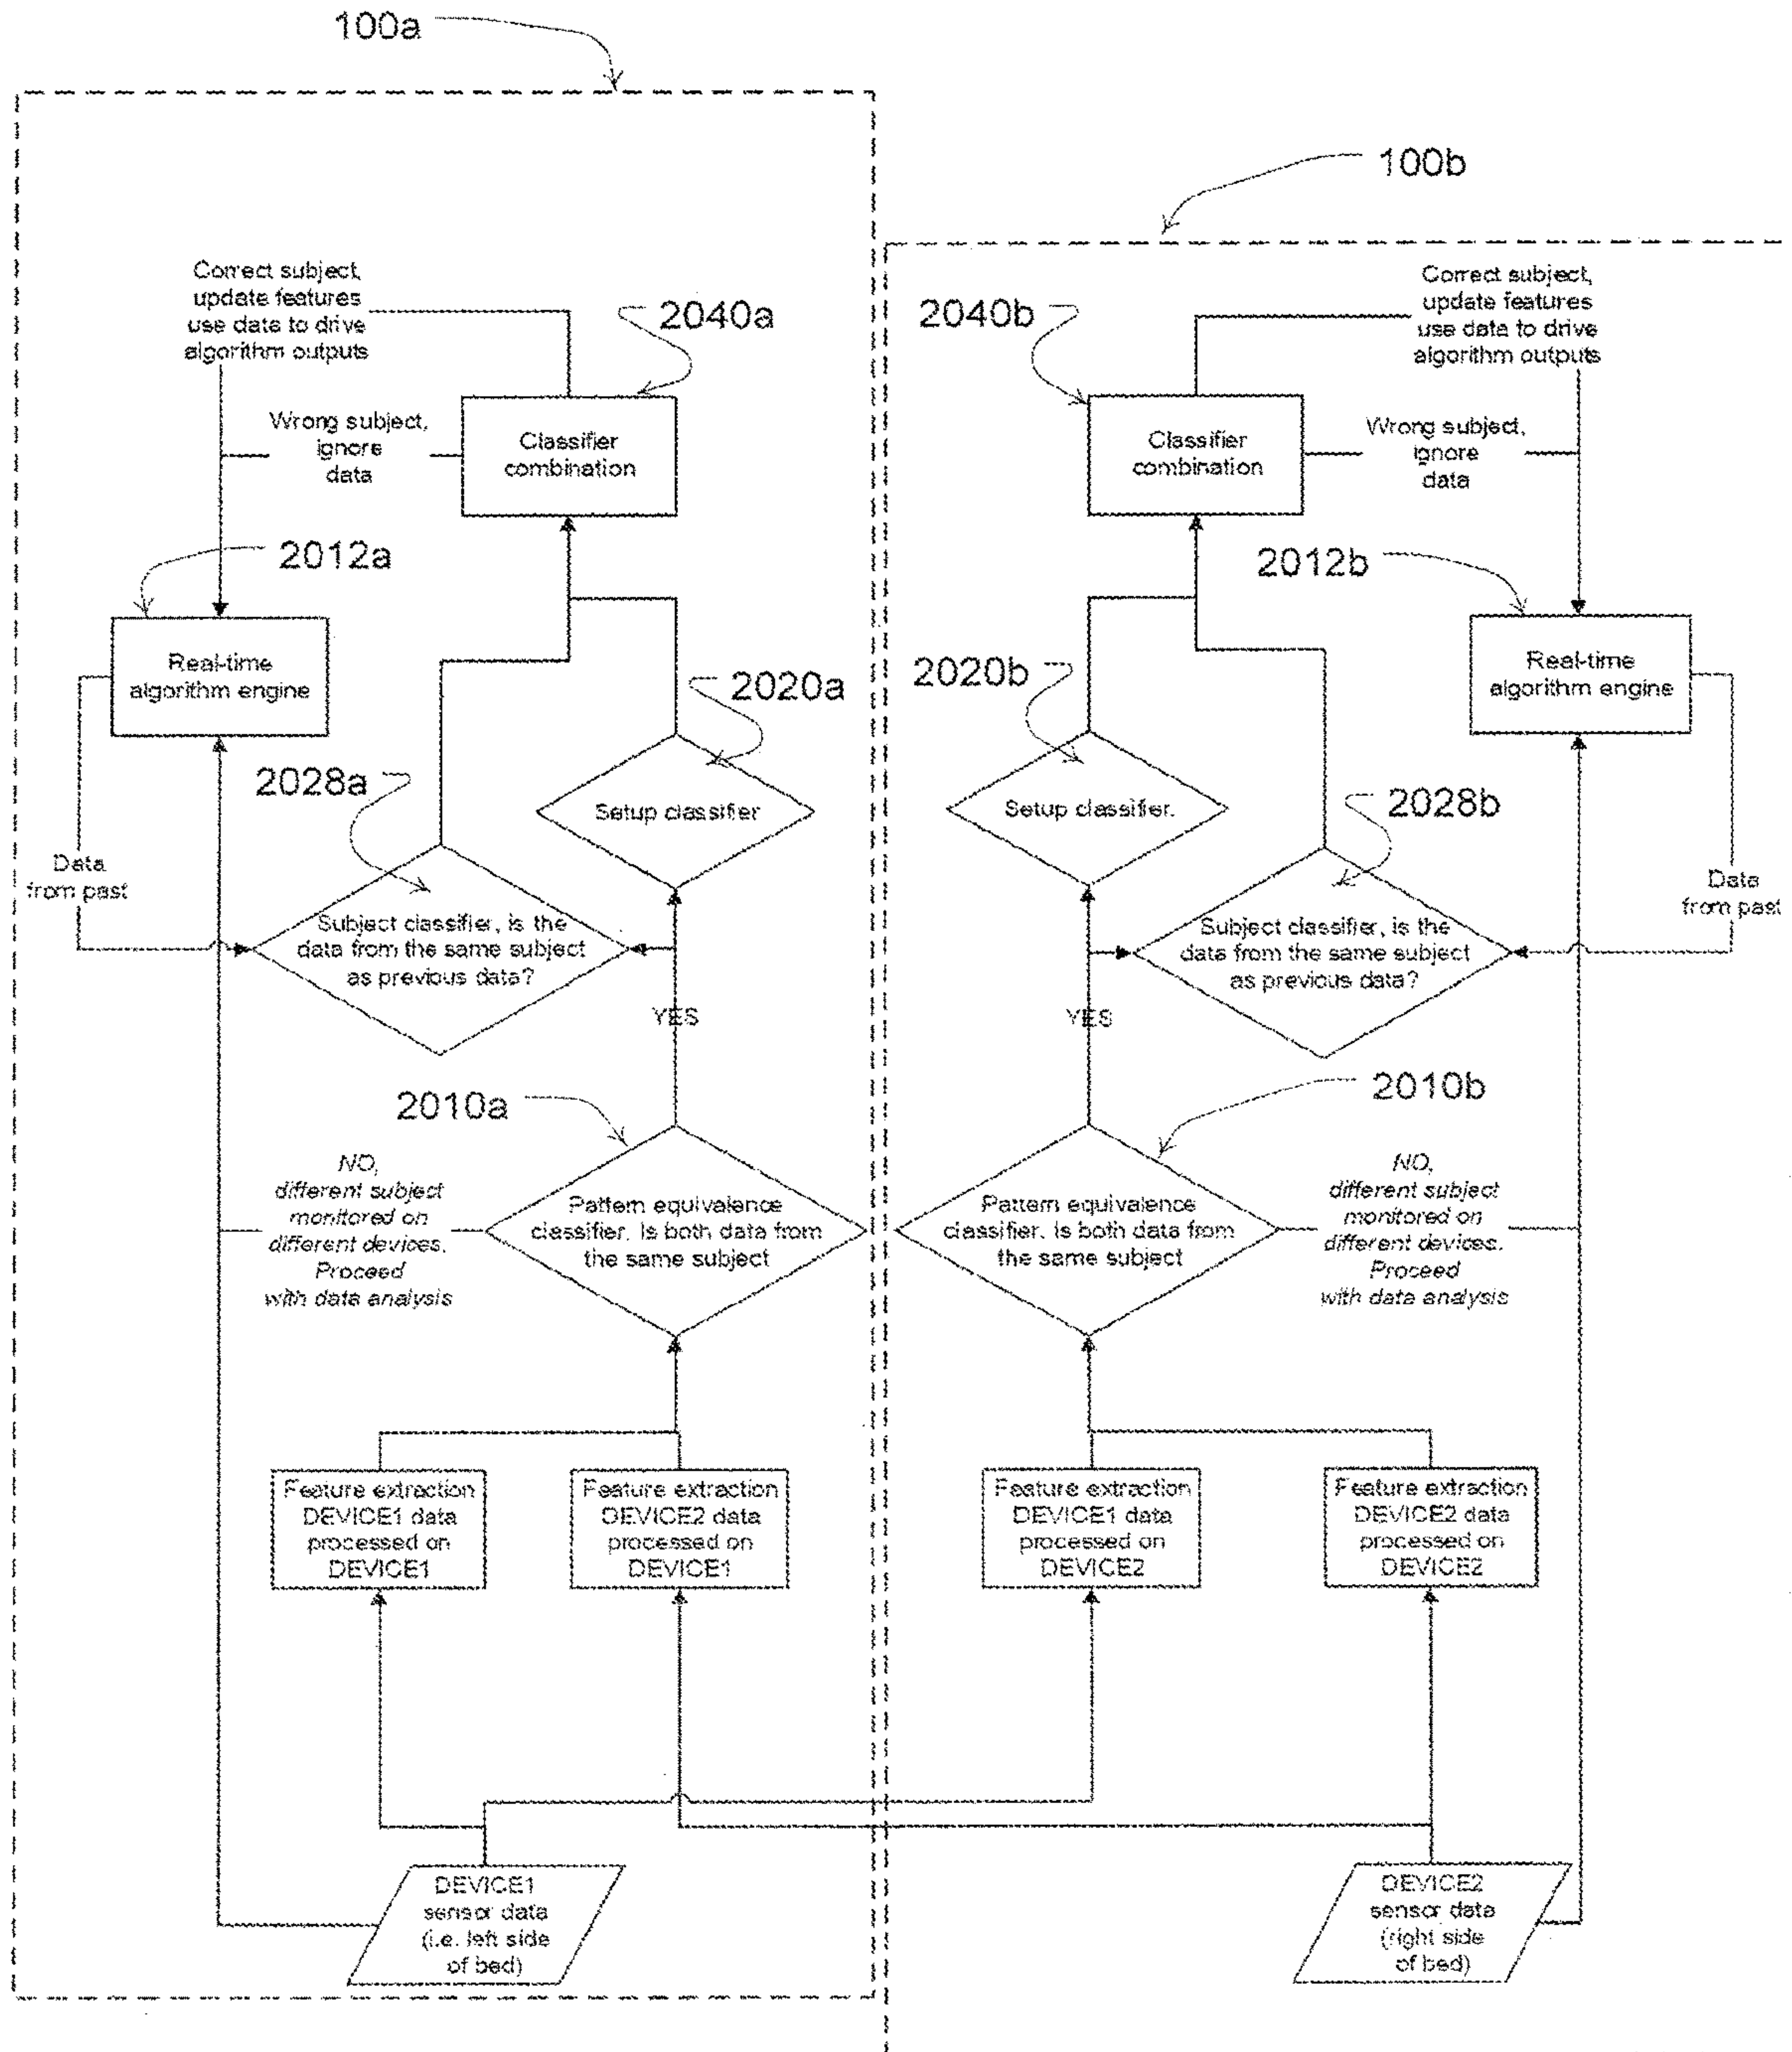 100a
100b
Correct subject,
update features
use data to drive
algorithm outputs
2040a
Wrong subject,
ignore
data
Classifier
combination
2012a
Real-time
algorithm engine
2020a
2028a
Setup classifier
Data
from past
Subject classifier, is the
data from the same subject
as previous data?
YES
2010a
NO,
different subject
monitored on
different devices.
Proceed
with data analysis
Pattern equivalence
classifier. Is both data from
the same subject
Feature extraction
DEVICE1 data
processed on
DEVICE1
Feature extraction
DEVICE2 data
processed on
DEVICE1
DEVICE1
sensor data
(i.e. left side
of bed)
2040b
Correct subject,
update features
use data to drive
algorithm outputs
Classifier
combination
Wrong subject,
ignore
data
2012b
Real-time
algorithm engine
2020b
Setup classifier.
2028b
Data
from past
Subject classifier, is the
data from the same subject
as previous data?
YES
2010b
Pattern equivalence
classifier. Is both data from
the same subject
NO,
different subject
monitored on
different devices.
Proceed
with data analysis
Feature extraction
DEVICE1 data
processed on
DEVICE2
Feature extraction
DEVICE2 data
processed on
DEVICE2
DEVICE2
sensor data
(right side
of bed)